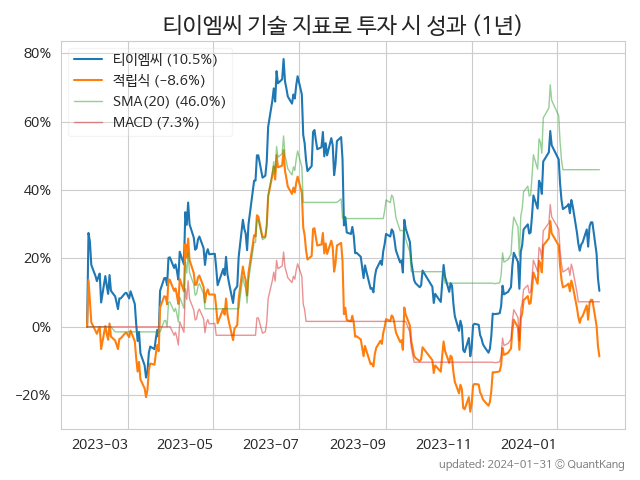 티이엠씨 기술 지표로 투자 시 성과 (1년)
80%
60%
40%
20%
0%
−20%
티이엠씨 (10.5%)
적립식 (−8.6%)
SMA(20) (46.0%)
MACD (7.3%)
2023-03 2023-05 2023-07 2023-09 2023-11 2024-01
updated: 2024-01-31 © QuantKang